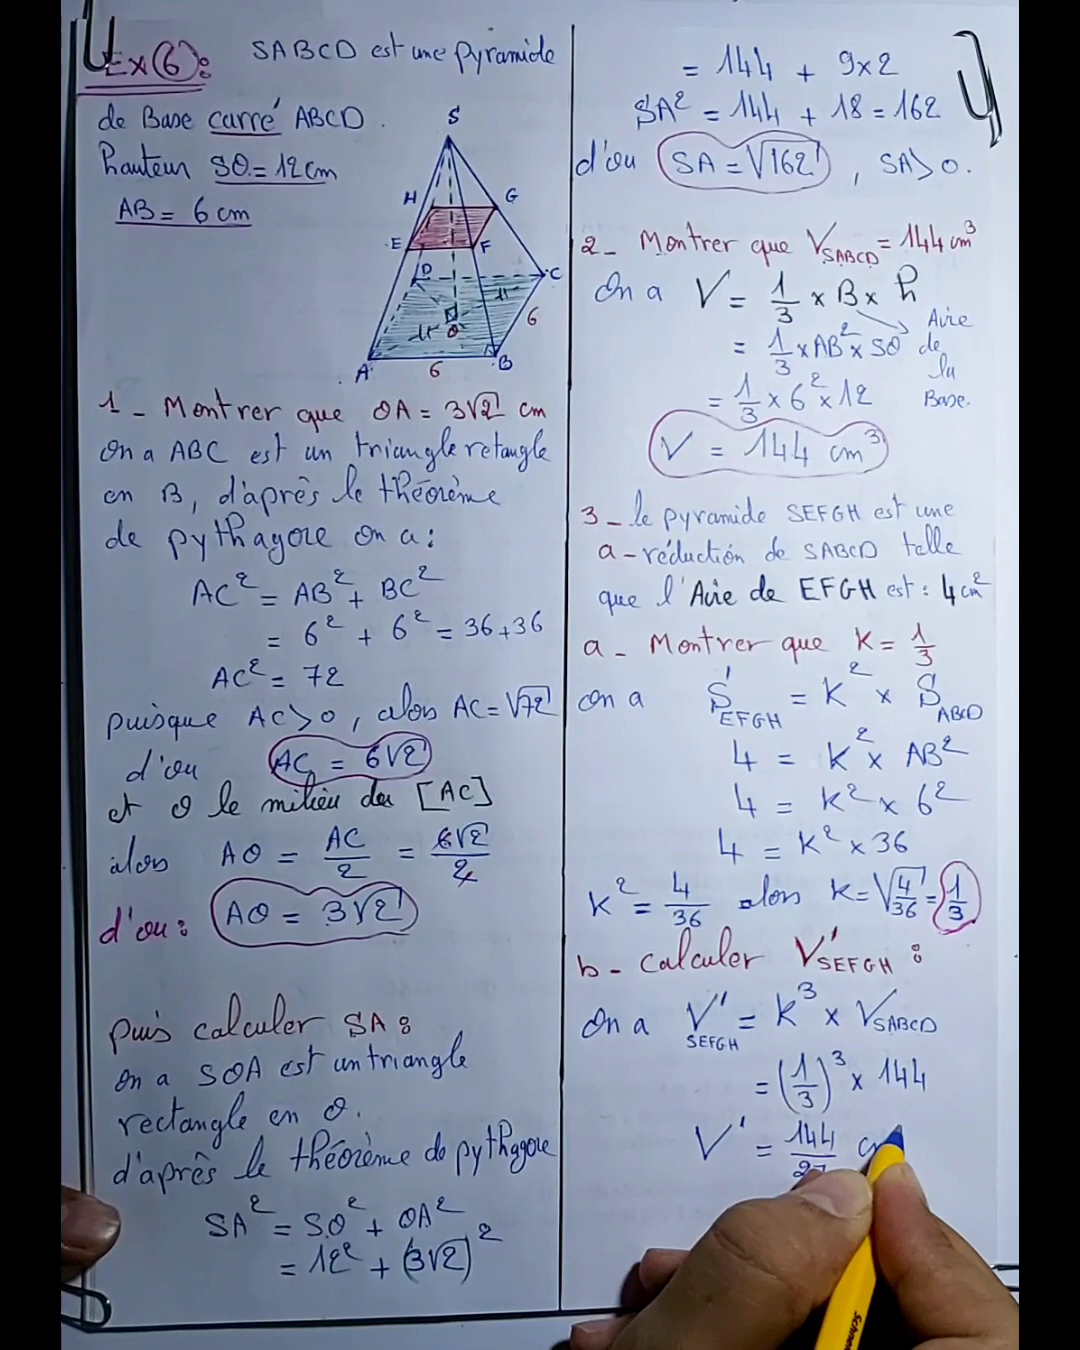 Ex(6):
SABCD est une pyramide
de Base carré ABCD.
hauteur SO = 12 cm
AB = 6 cm
S
H
G
E
F
D
C
O
6
A
6
B
1 - Montrer que OA = 3√2 cm
On a ABC est un triangle retangle
en B, d'après le théorème
de pythagore on a :
AC² = AB² + BC²
= 6² + 6² = 36+36
AC² = 72
puisque AC>0, alors AC = √72
d'ou AC = 6√2
et O le milieu du [AC]
alors AO = AC/2 = 6√2/2
d'ou : AO = 3√2
puis calculer SA :
On a SOA est un triangle
rectangle en O.
d'après le théorème de pythagore
SA² = SO² + OA²
= 12² + (3√2)²
= 144 + 9x2
SA² = 144 + 18 = 162
d'ou SA = √162, SA>0.
2 - Montrer que V SABCD = 144 cm³
On a V = 1/3 x B x h
Aire
= 1/3 x AB² x SO de
la
= 1/3 x 6² x 12 Base.
V = 144 cm³
3 - le pyramide SEFGH est une
a - réduction de SABCD telle
que l'Aire de EFGH est : 4 cm²
a - Montrer que K = 1/3
on a S' EFGH = K² x S ABCD
4 = K² x AB²
4 = K² x 6²
4 = K² x 36
K² = 4/36 alors K = √4/36 = 1/3
b - Calculer V' SEFGH :
On a V' SEFGH = K³ x V SABCD
= (1/3)³ x 144
V' = 144/27 cm
Schne